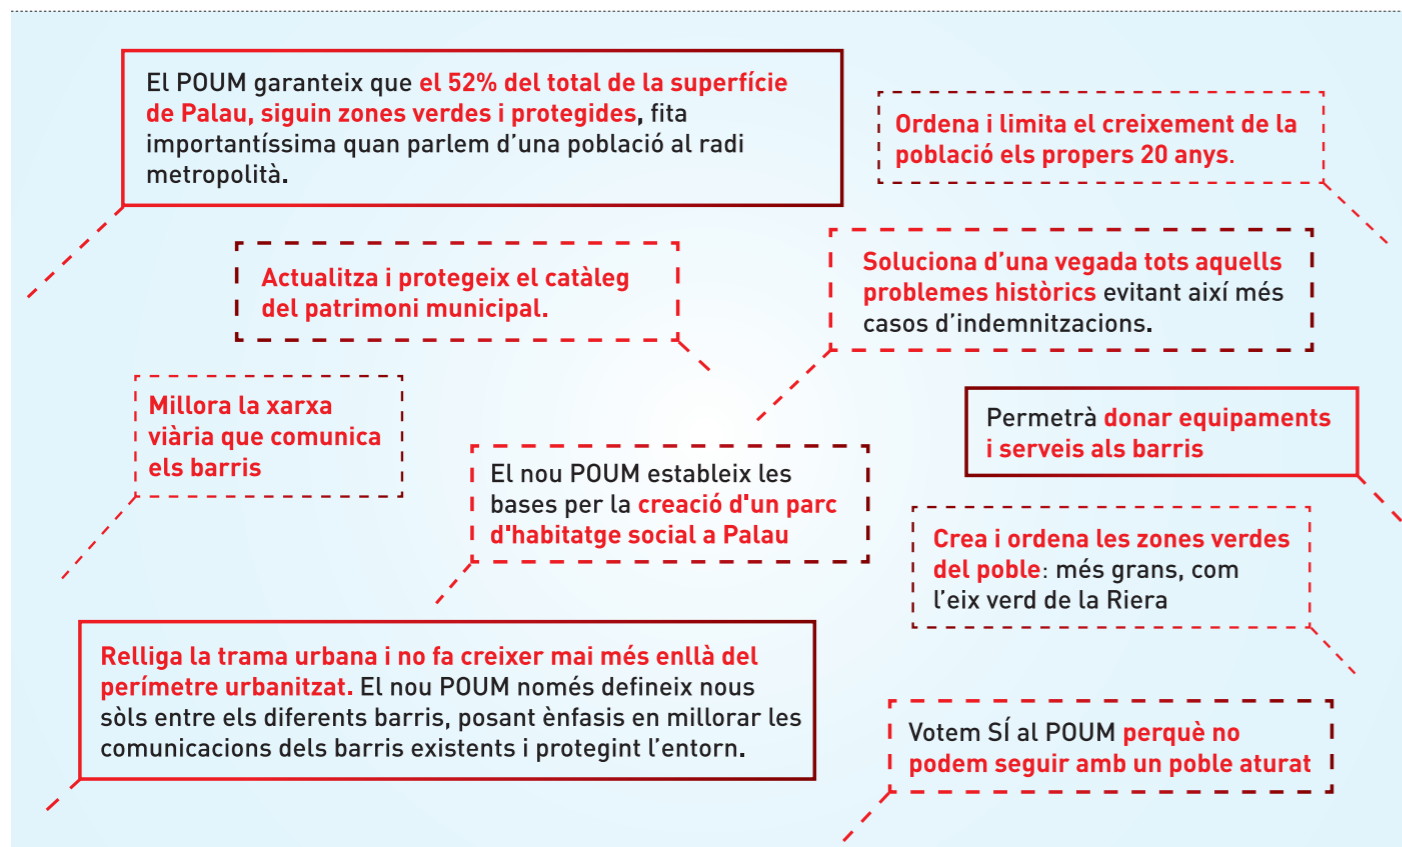 El POUM garanteix que el 52% del total de la superfície
de Palau, siguin zones verdes i protegides, fita
importantíssima quan parlem d’una població al radi
metropolità.
Ordena i limita el creixement de la
població els propers 20 anys.
Actualitza i protegeix el catàleg
del patrimoni municipal.
Soluciona d’una vegada tots aquells
problemes històrics evitant així més
casos d’indemnitzacions.
Millora la xarxa
viària que comunica
els barris
El nou POUM estableix les
bases per la creació d'un parc
d'habitatge social a Palau
Permetrà donar equipaments
i serveis als barris
Crea i ordena les zones verdes
del poble: més grans, com
l’eix verd de la Riera
Relliga la trama urbana i no fa creixer mai més enllà del
perímetre urbanitzat. El nou POUM només defineix nous
sòls entre els diferents barris, posant ènfasis en millorar les
comunicacions dels barris existents i protegint l’entorn.
Votem SÍ al POUM perquè no
podem seguir amb un poble aturat